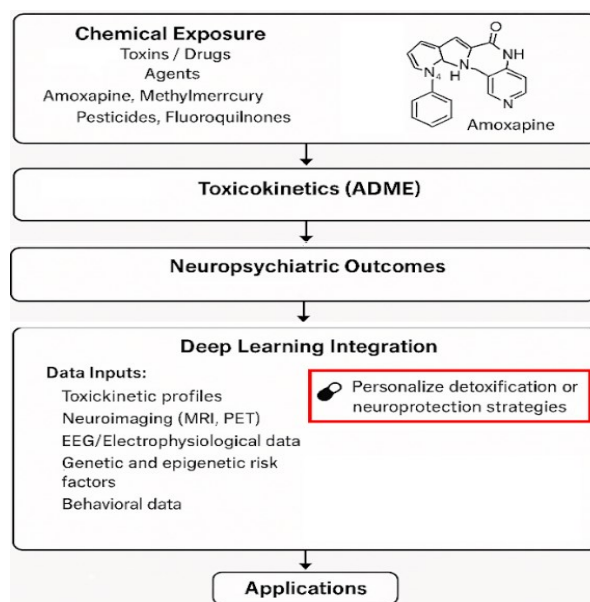 Chemical Exposure
Toxins / Drugs
Agents
Amoxapine, Methylmerrcury
Pesticides, Fluoroquilnones
O
NH
N
N
4
H
N
Amoxapine
Toxicokinetics (ADME)
Neuropsychiatric Outcomes
Deep Learning Integration
Data Inputs:
Toxickinetic profiles
Neuroimaging (MRI, PET)
EEG/Electrophysiological data
Genetic and epigenetic risk
factors
Behavioral data
Personalize detoxification or
neuroprotection strategies
Applications